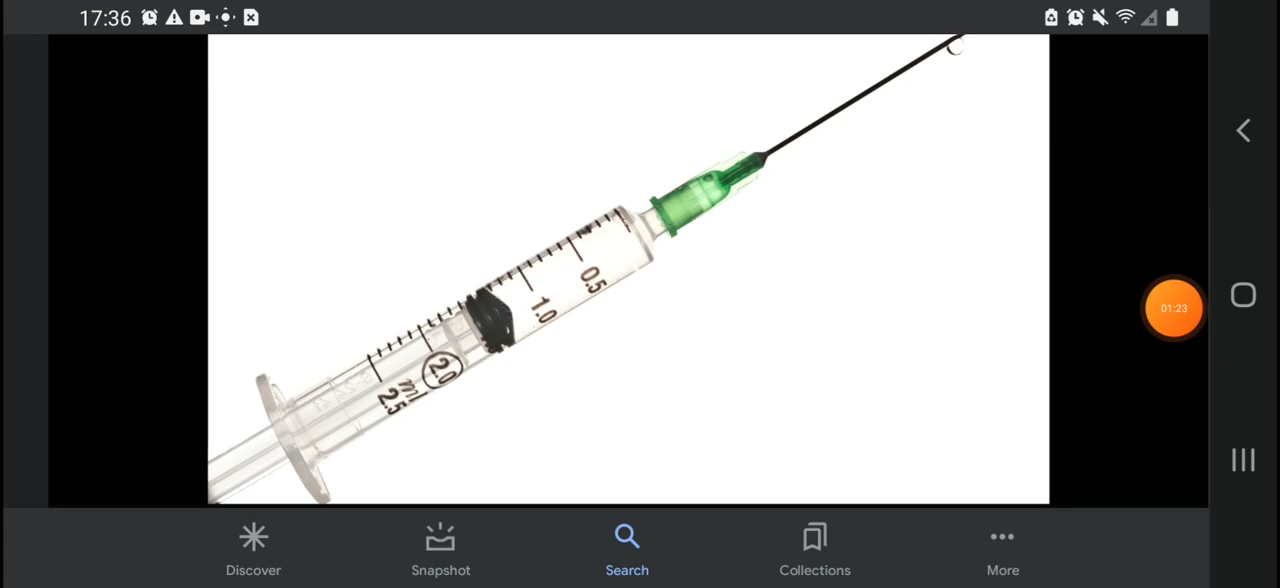 17:36
0.5
1.0
2.0
ml
2.5
01:23
Discover
Snapshot
Search
Collections
More